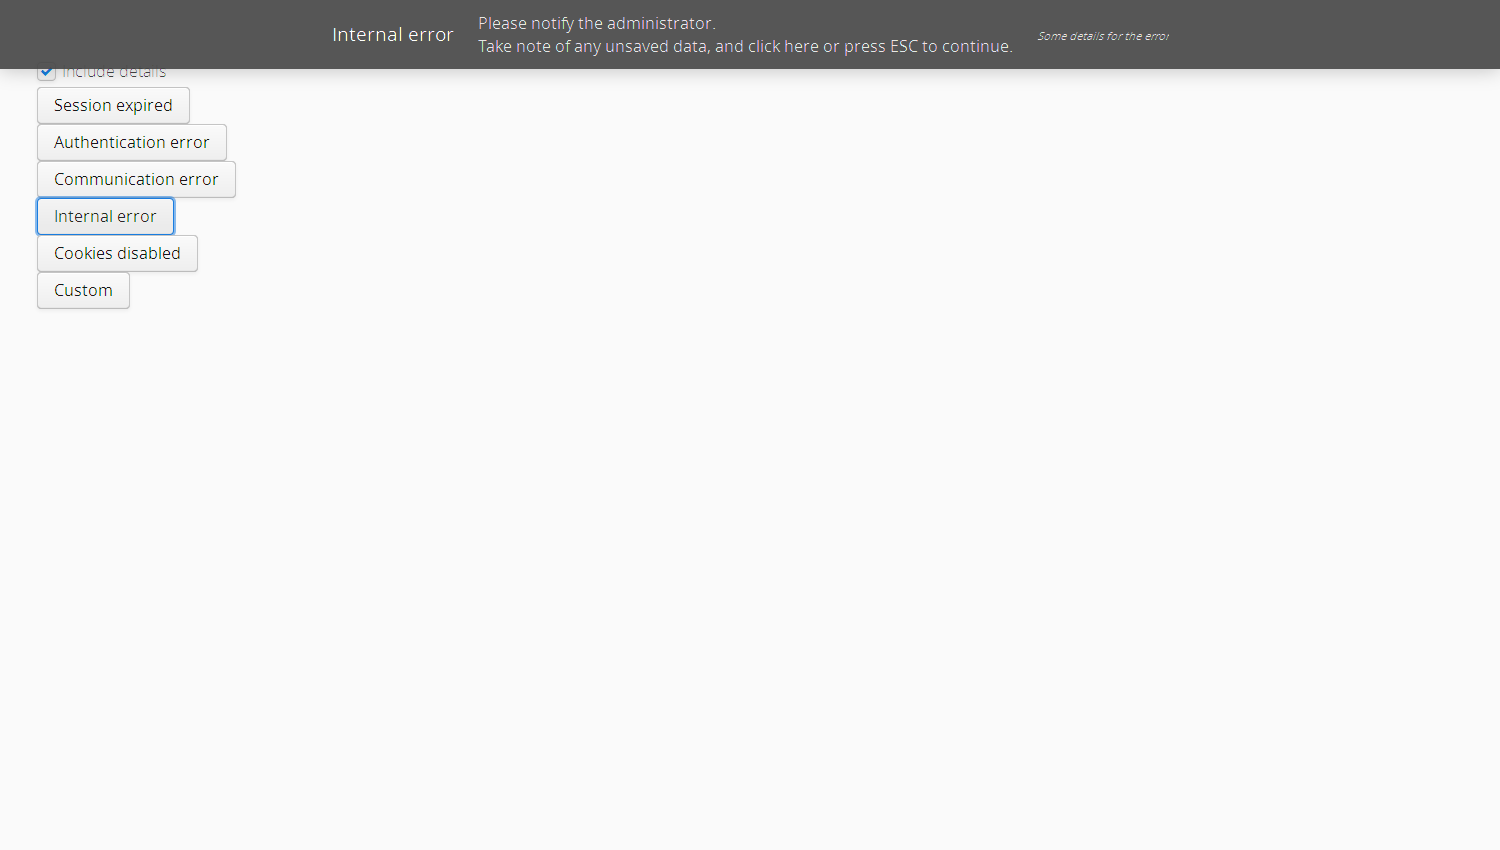 Internal error
Please notify the administrator.
Take note of any unsaved data, and click here or press ESC to continue.
Some details for the error
Include details
Session expired
Authentication error
Communication error
Internal error
Cookies disabled
Custom